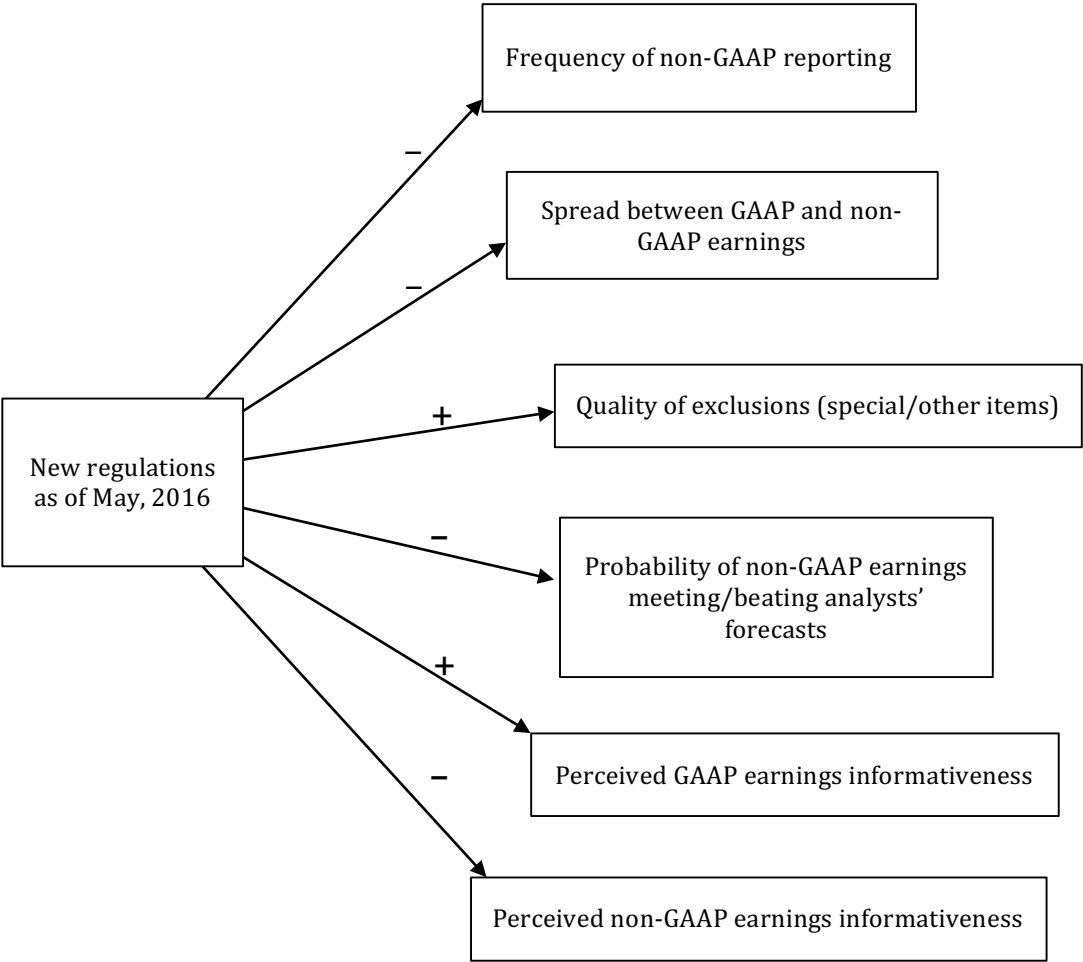 Frequency of non-GAAP reporting
–
Spread between GAAP and non-
GAAP earnings
–
Quality of exclusions (special/other items)
+
New regulations
as of May, 2016
–
Probability of non-GAAP earnings
meeting/beating analysts’
forecasts
+
Perceived GAAP earnings informativeness
–
Perceived non-GAAP earnings informativeness